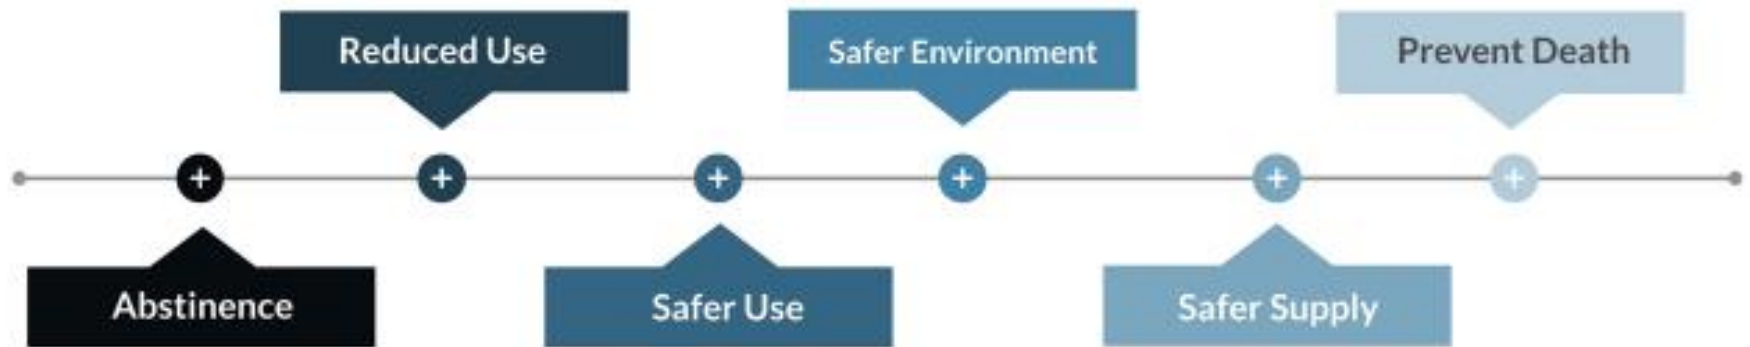 Abstinence
Reduced Use
Safer Use
Safer Environment
Safer Supply
Prevent Death